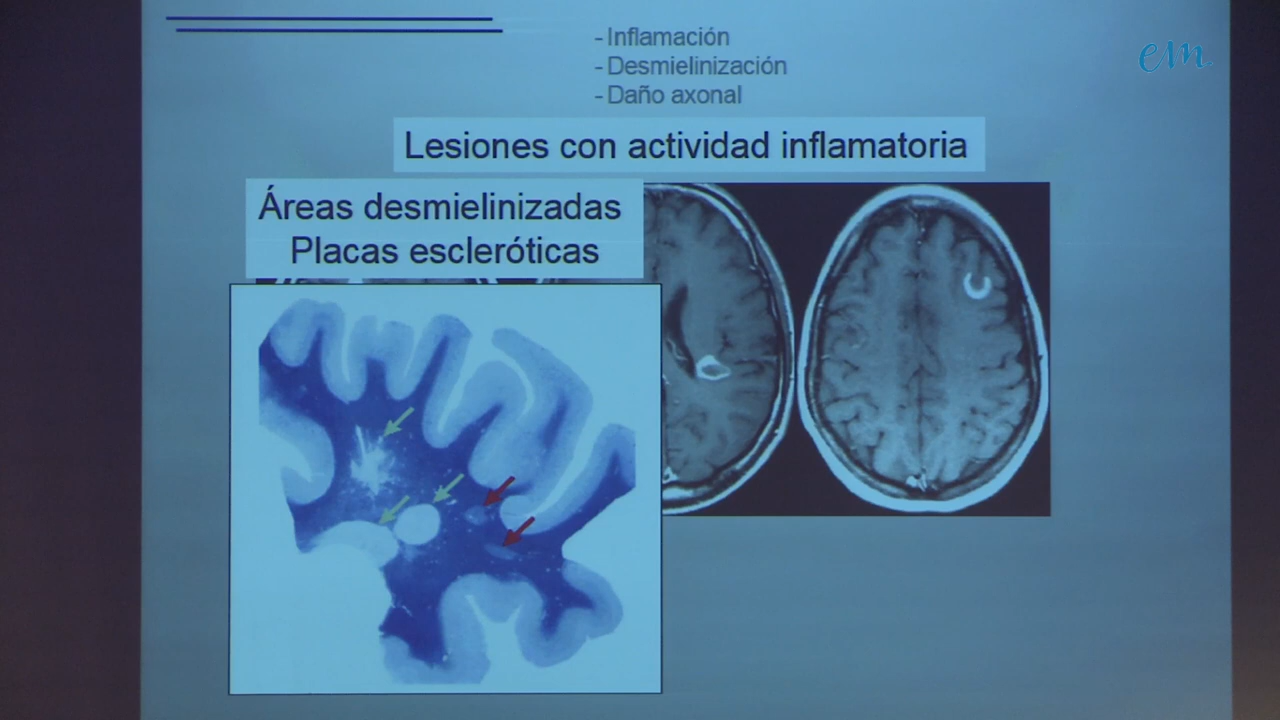 - Inflamación
- Desmielinización
- Daño axonal
em
Lesiones con actividad inflamatoria
Áreas desmielinizadas
Placas escleróticas